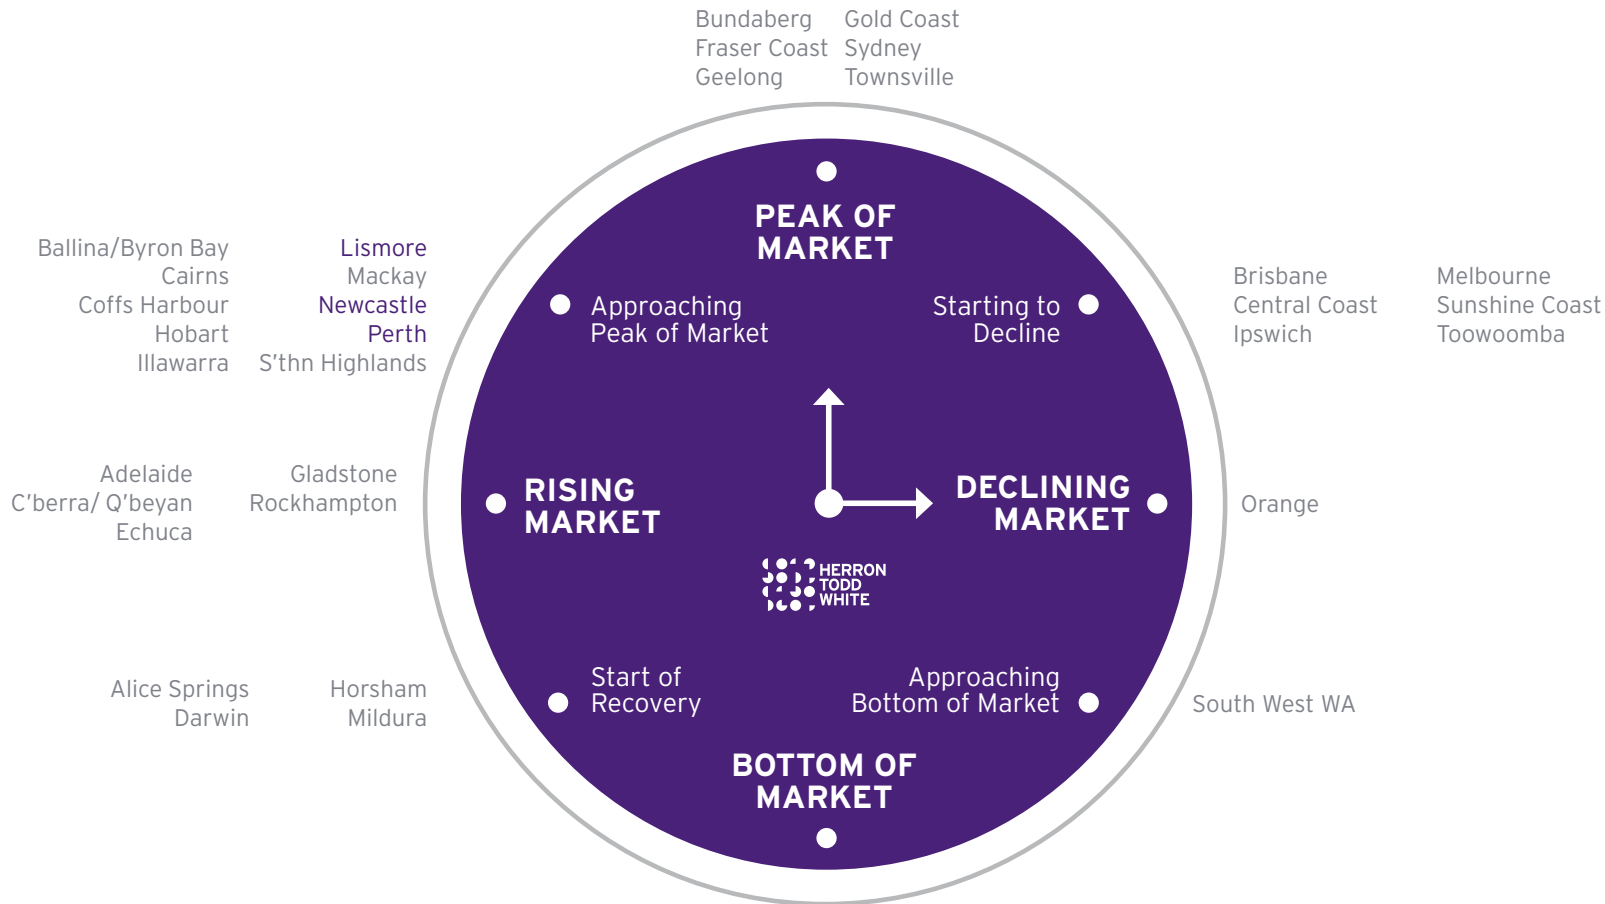 Bundaberg
Fraser Coast
Geelong
Gold Coast
Sydney
Townsville
PEAK OF
MARKET
Ballina/Byron Bay
Cairns
Coffs Harbour
Hobart
Illawarra
Lismore
Mackay
Newcastle
Perth
S'thn Highlands
Approaching
Peak of Market
Starting to
Decline
Brisbane
Central Coast
Ipswich
Melbourne
Sunshine Coast
Toowoomba
Adelaide
C'berra/ Q'beyan
Echuca
Gladstone
Rockhampton
RISING
MARKET
DECLINING
MARKET
Orange
HERRON
TODD
WHITE
Alice Springs
Darwin
Horsham
Mildura
Start of
Recovery
Approaching
Bottom of Market
South West WA
BOTTOM OF
MARKET